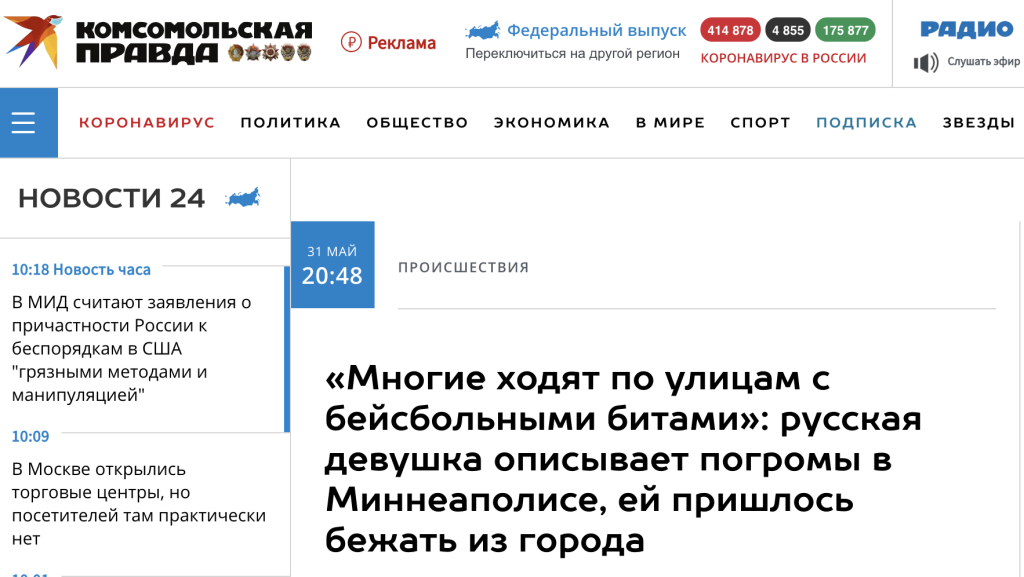 КОМСОМОЛЬСКАЯ
ПРАВДА
Реклама
Федеральный выпуск
Переключиться на другой регион
414 878
4 855
175 877
КОРОНАВИРУС В РОССИИ
РАДИО
Слушать эфир
КОРОНАВИРУС
ПОЛИТИКА
ОБЩЕСТВО
ЭКОНОМИКА
В МИРЕ
СПОРТ
ПОДПИСКА
ЗВЕЗДЫ
НОВОСТИ 24
10:18 Новость часа
В МИД считают заявления о
причастности России к
беспорядкам в США
"грязными методами и
манипуляцией"
10:09
В Москве открылись
торговые центры, но
посетителей там практически
нет
31 МАЙ
20:48
ПРОИСШЕСТВИЯ
«Многие ходят по улицам с
бейсбольными битами»: русская
девушка описывает погромы в
Миннеаполисе, ей пришлось
бежать из города